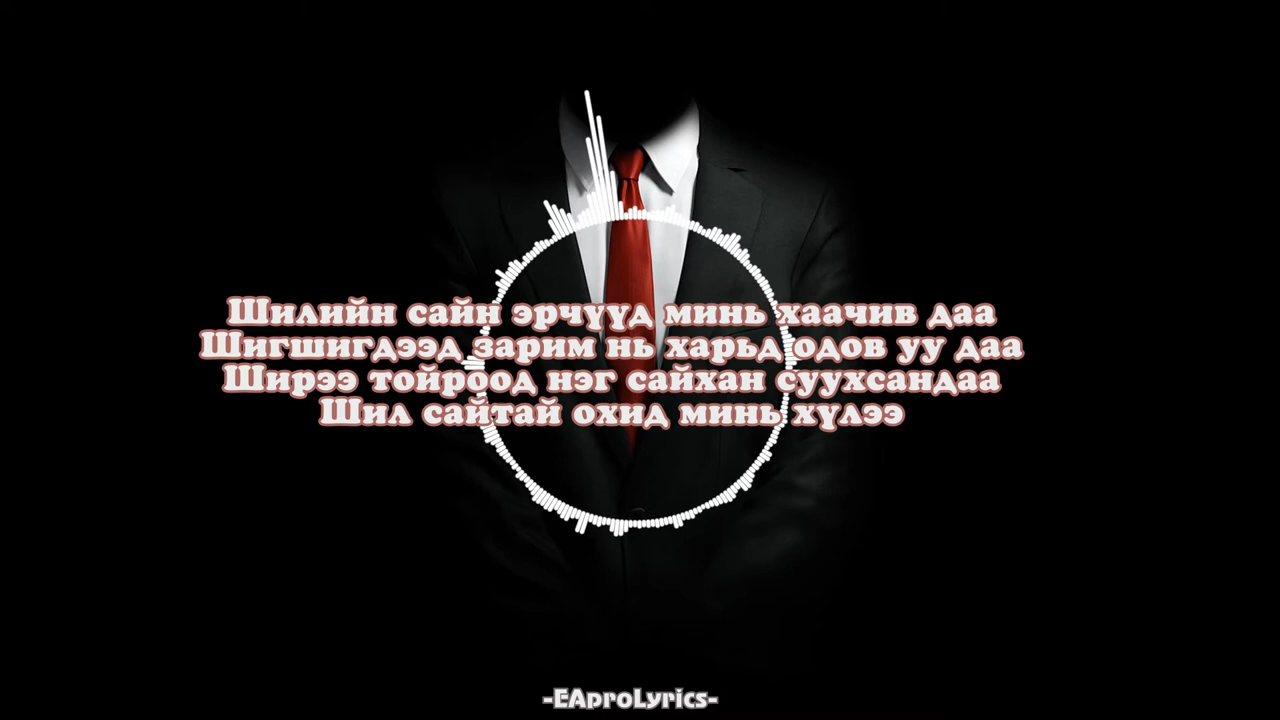 Шилийн сайн эрчүүд минь хаачив даа
Шигшигдээд зарим нь харьд одов уу даа
Ширээ тойроод нэг сайхан суухсандаа
Шил сайтай охид минь хүлээ
-EAproLyrics-